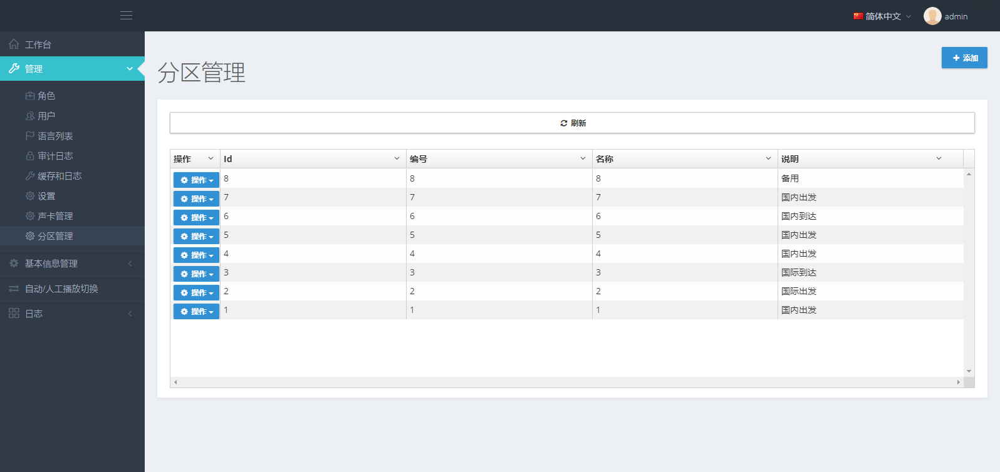 简体中文 admin
工作台
管理
角色
用户
语言列表
审计日志
缓存和日志
设置
声卡管理
分区管理
基本信息管理
自动/人工播放切换
日志
分区管理
添加
刷新
操作 Id 编号 名称 说明
操作 8 8 8 备用
操作 7 7 7 国内出发
操作 6 6 6 国内到达
操作 5 5 5 国内出发
操作 4 4 4 国内出发
操作 3 3 3 国际到达
操作 2 2 2 国际出发
操作 1 1 1 国内出发